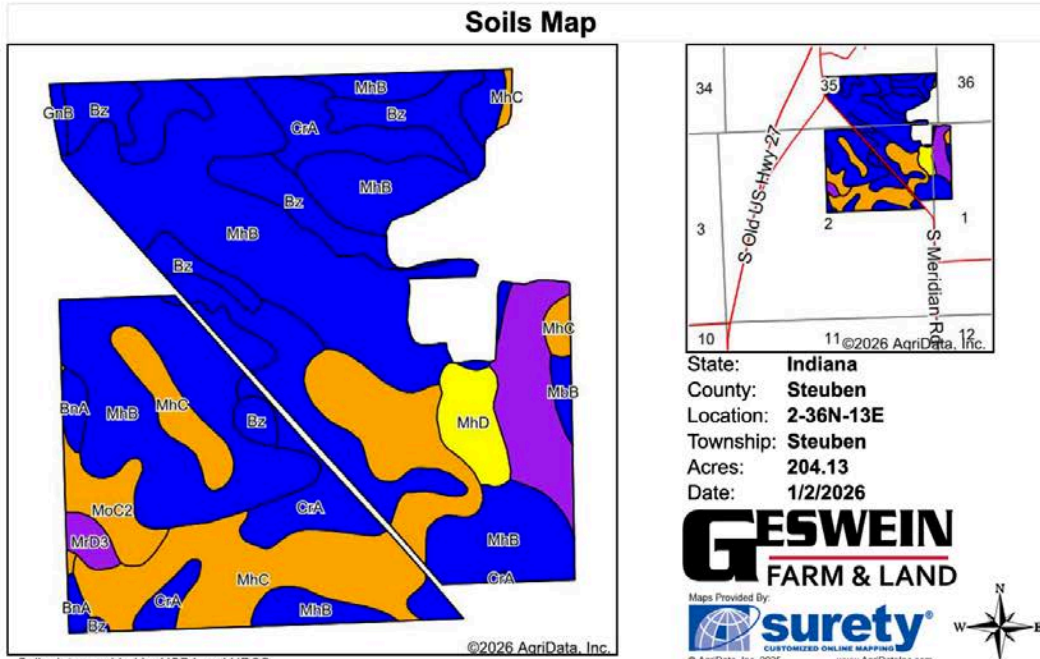 Soils Map
MhB
MhC
GnB
Bz
Bz
CrA
MhB
Bz
MhB
Bz
MhC
MhC
BnA
MhB
Bz
MhD
MbB
MoC2
CrA
MrD3
MhB
MhC
CrA
BnA
CrA
MhB
Bz
©2026 AgriData, Inc.
34
35
36
S-Old-US-Hwy-27
3
2
1
S-Meridian-Rd
10
11
12
©2026 AgriData, Inc.
State: Indiana
County: Steuben
Location: 2-36N-13E
Township: Steuben
Acres: 204.13
Date: 1/2/2026
GESWEIN
FARM & LAND
Maps Provided By:
surety®
CUSTOMIZED ONLINE MAPPING
N
W E